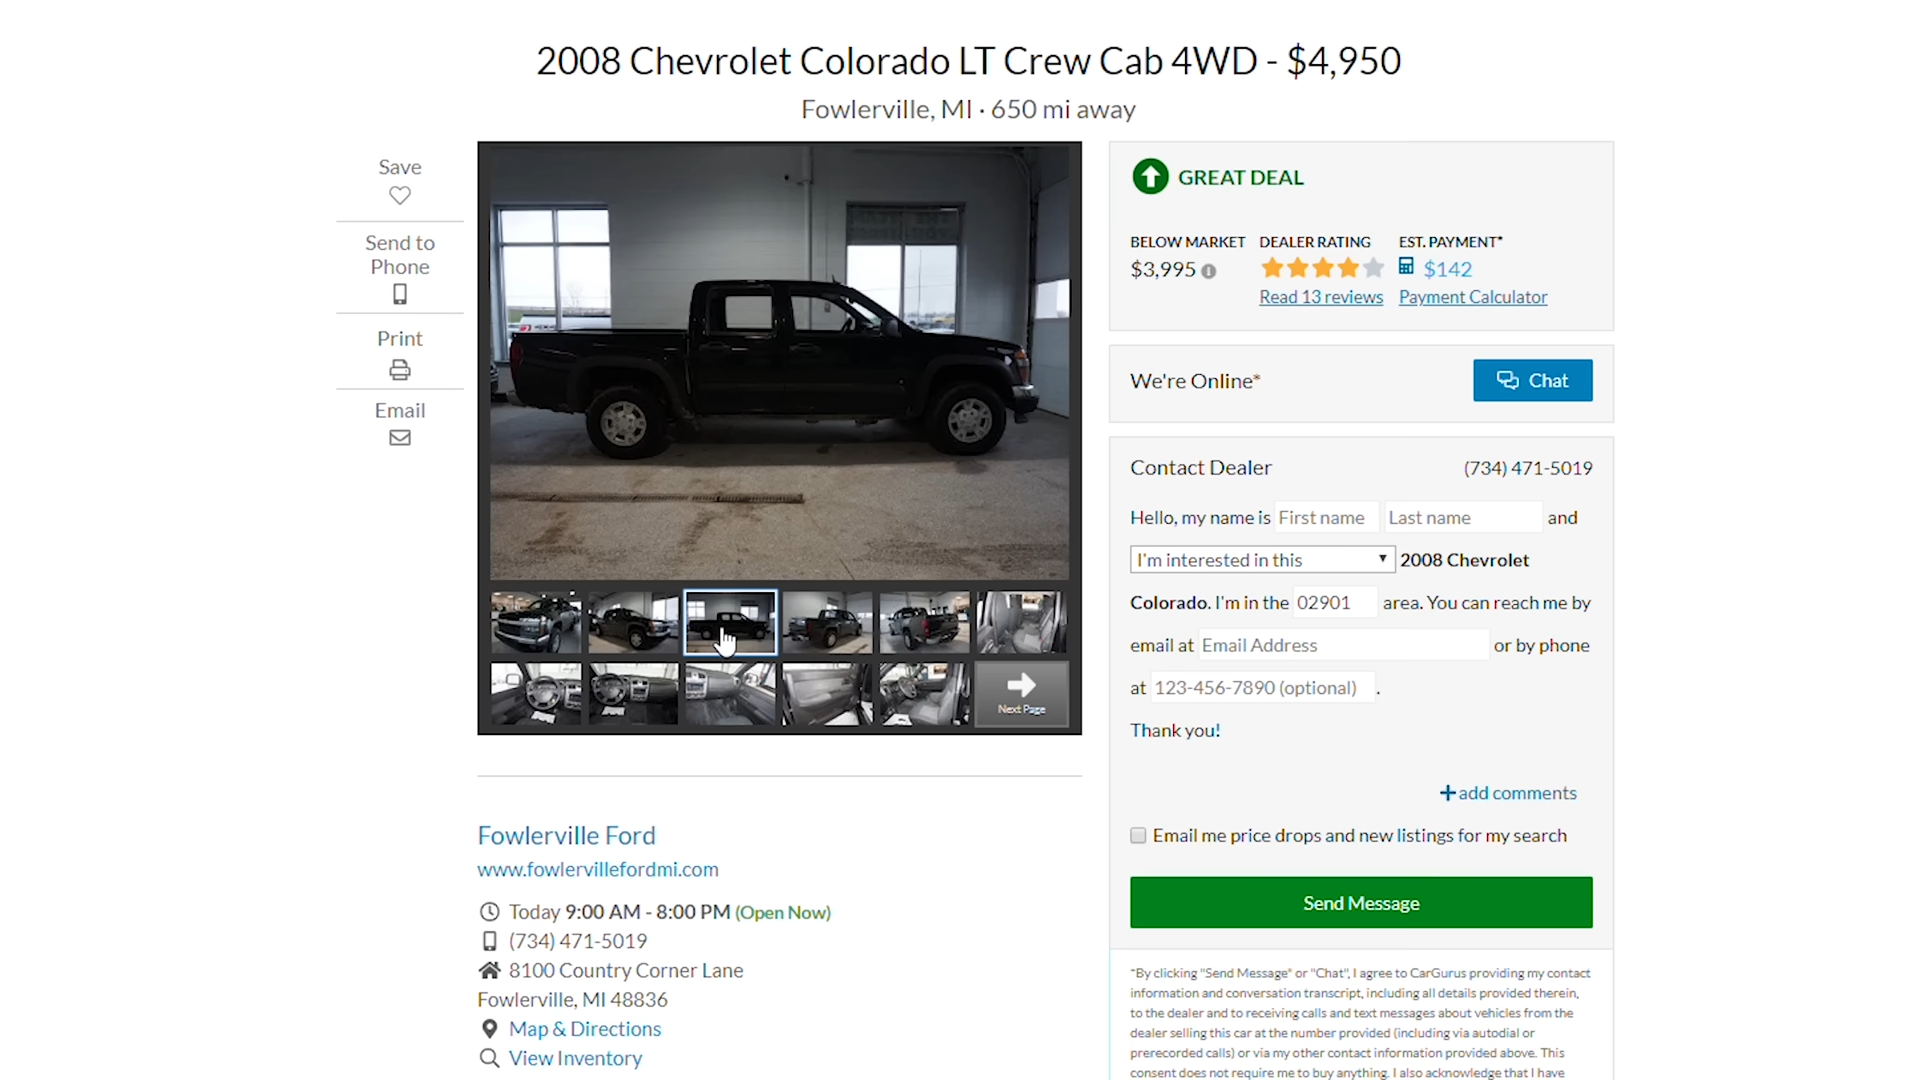 2008 Chevrolet Colorado LT Crew Cab 4WD - $4,950
Fowlerville, MI · 650 mi away
Save
Send to
Phone
Print
Email
Next Page
GREAT DEAL
BELOW MARKET DEALER RATING EST. PAYMENT*
$3,995 $142
Read 13 reviews Payment Calculator
We're Online* Chat
Contact Dealer (734) 471-5019
Hello, my name is First name Last name and
I'm interested in this 2008 Chevrolet
Colorado. I'm in the 02901 area. You can reach me by
email at Email Address or by phone
at 123-456-7890 (optional) .
Thank you!
+add comments
Email me price drops and new listings for my search
Send Message
*By clicking "Send Message" or "Chat", I agree to CarGurus providing my contact
information and conversation transcript, including all details provided therein,
to the dealer and to receiving calls and text messages about vehicles from the
dealer selling this car at the number provided (including via autodial or
prerecorded calls) or via my other contact information provided above. This
consent does not require me to buy anything. I also acknowledge that I have
Fowlerville Ford
www.fowlervillefordmi.com
Today 9:00 AM - 8:00 PM (Open Now)
(734) 471-5019
8100 Country Corner Lane
Fowlerville, MI 48836
Map & Directions
View Inventory